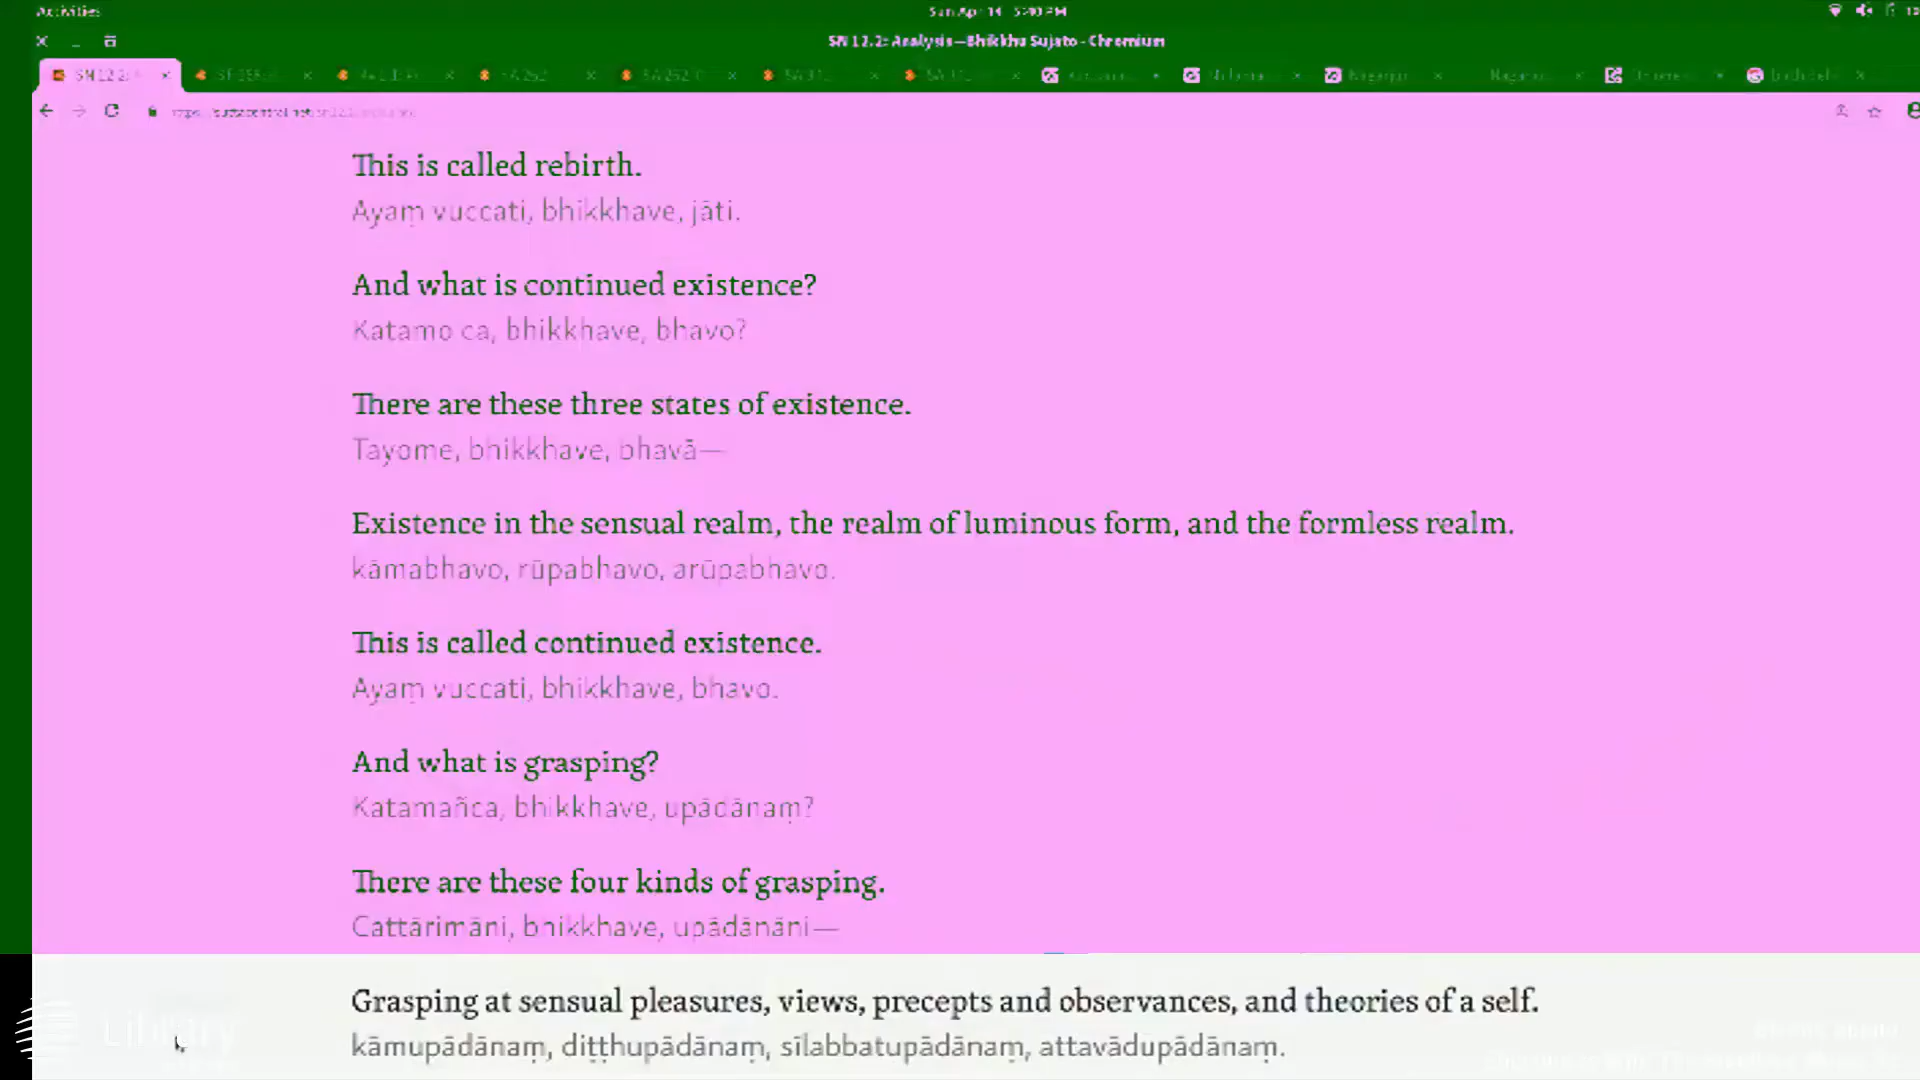 Activities
SN 12.2: Analysis—Bhikkhu Sujato - Chromium
This is called rebirth.
Ayaṃ vuccati, bhikkhave, jāti.
And what is continued existence?
Katamo ca, bhikkhave, bhavo?
There are these three states of existence.
Tayome, bhikkhave, bhavā—
Existence in the sensual realm, the realm of luminous form, and the formless realm.
kāmabhavo, rūpabhavo, arūpabhavo.
This is called continued existence.
Ayaṃ vuccati, bhikkhave, bhavo.
And what is grasping?
Katamañca, bhikkhave, upādānaṃ?
There are these four kinds of grasping.
Cattārimāni, bhikkhave, upādānāni—
Grasping at sensual pleasures, views, precepts and observances, and theories of a self.
kāmupādānaṃ, diṭṭhupādānaṃ, sīlabbatupādānaṃ, attavādupādānaṃ.
Library